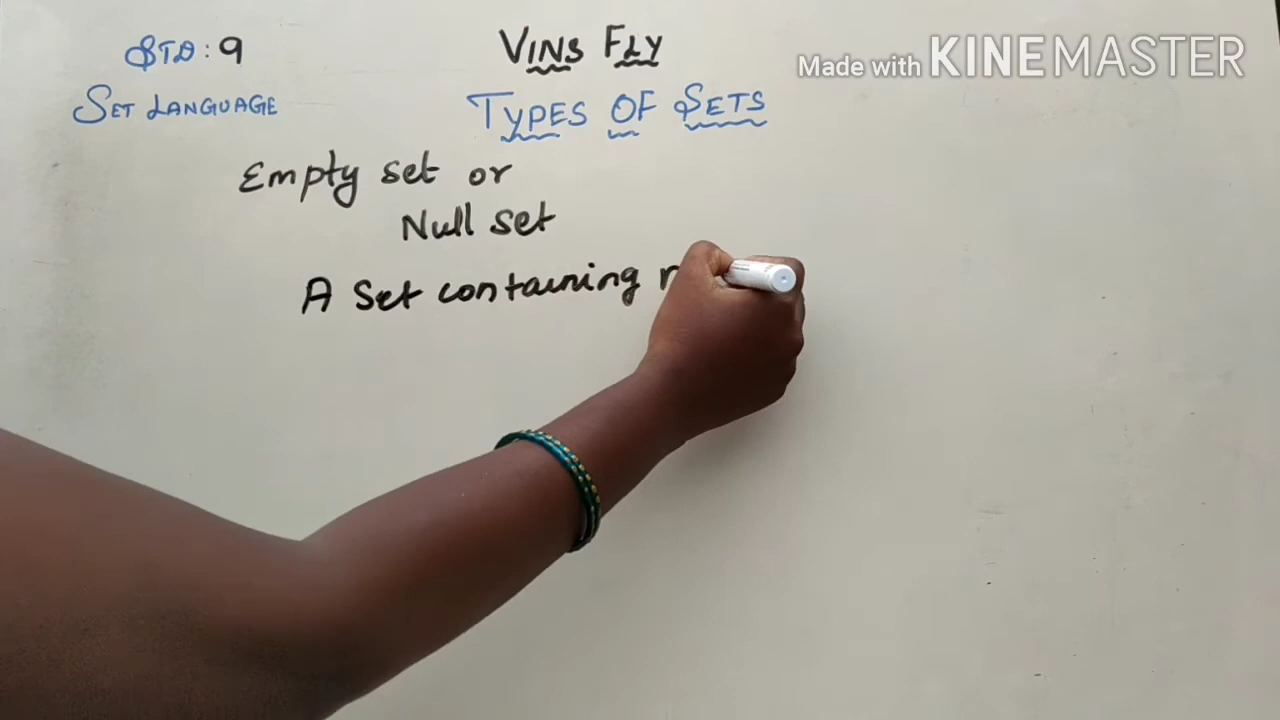 STD: 9
VINS FLY
Made with KINEMASTER
SET LANGUAGE
TYPES OF SETS
Empty set or
Null set
A Set containing